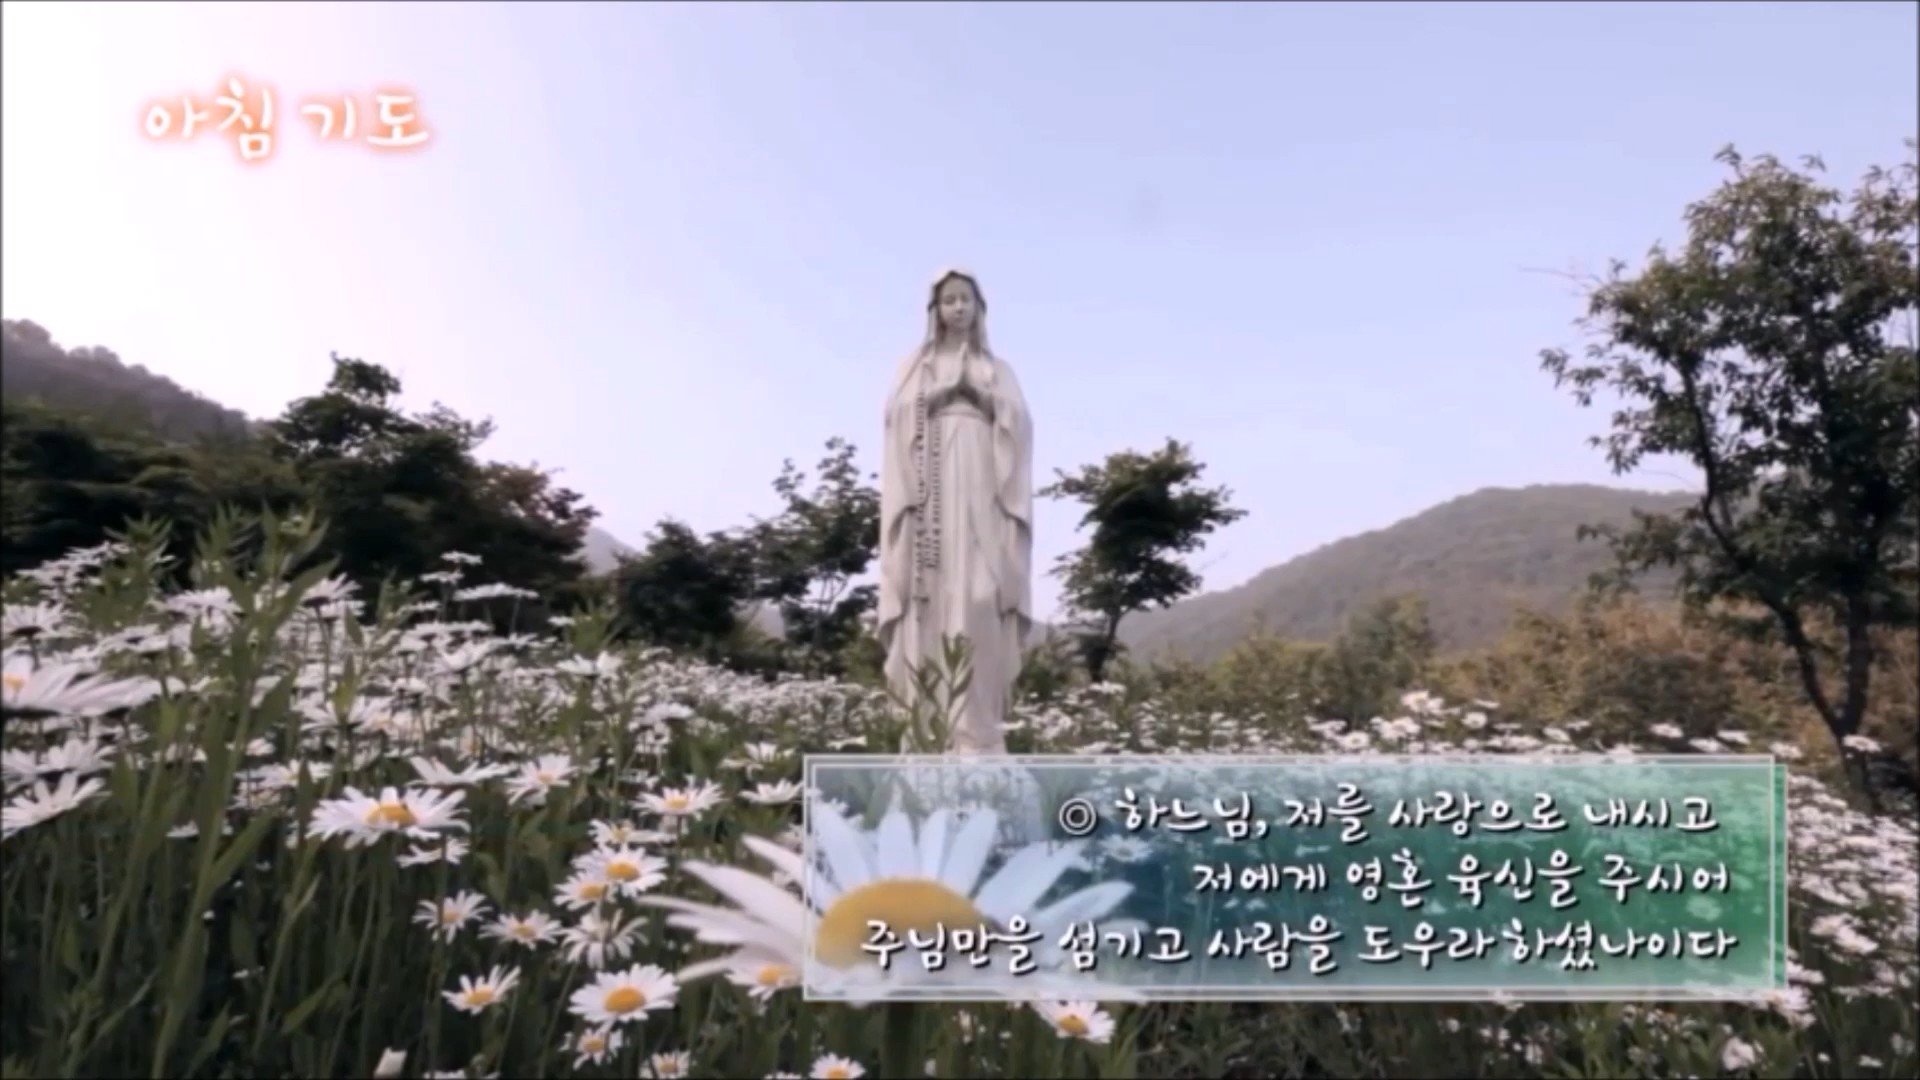 아침 기도
◎ 하느님, 저를 사랑으로 내시고
저에게 영혼 육신을 주시어
주님만을 섬기고 사람을 도우라 하셨나이다